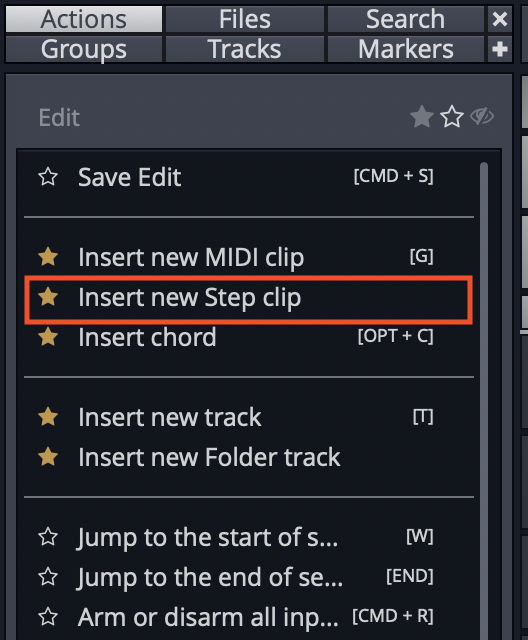 Actions Files Search
Groups Tracks Markers
Edit
Save Edit [CMD + S]
Insert new MIDI clip [G]
Insert new Step clip
Insert chord [OPT + C]
Insert new track [T]
Insert new Folder track
Jump to the start of s... [W]
Jump to the end of se... [END]
Arm or disarm all inp... [CMD + R]